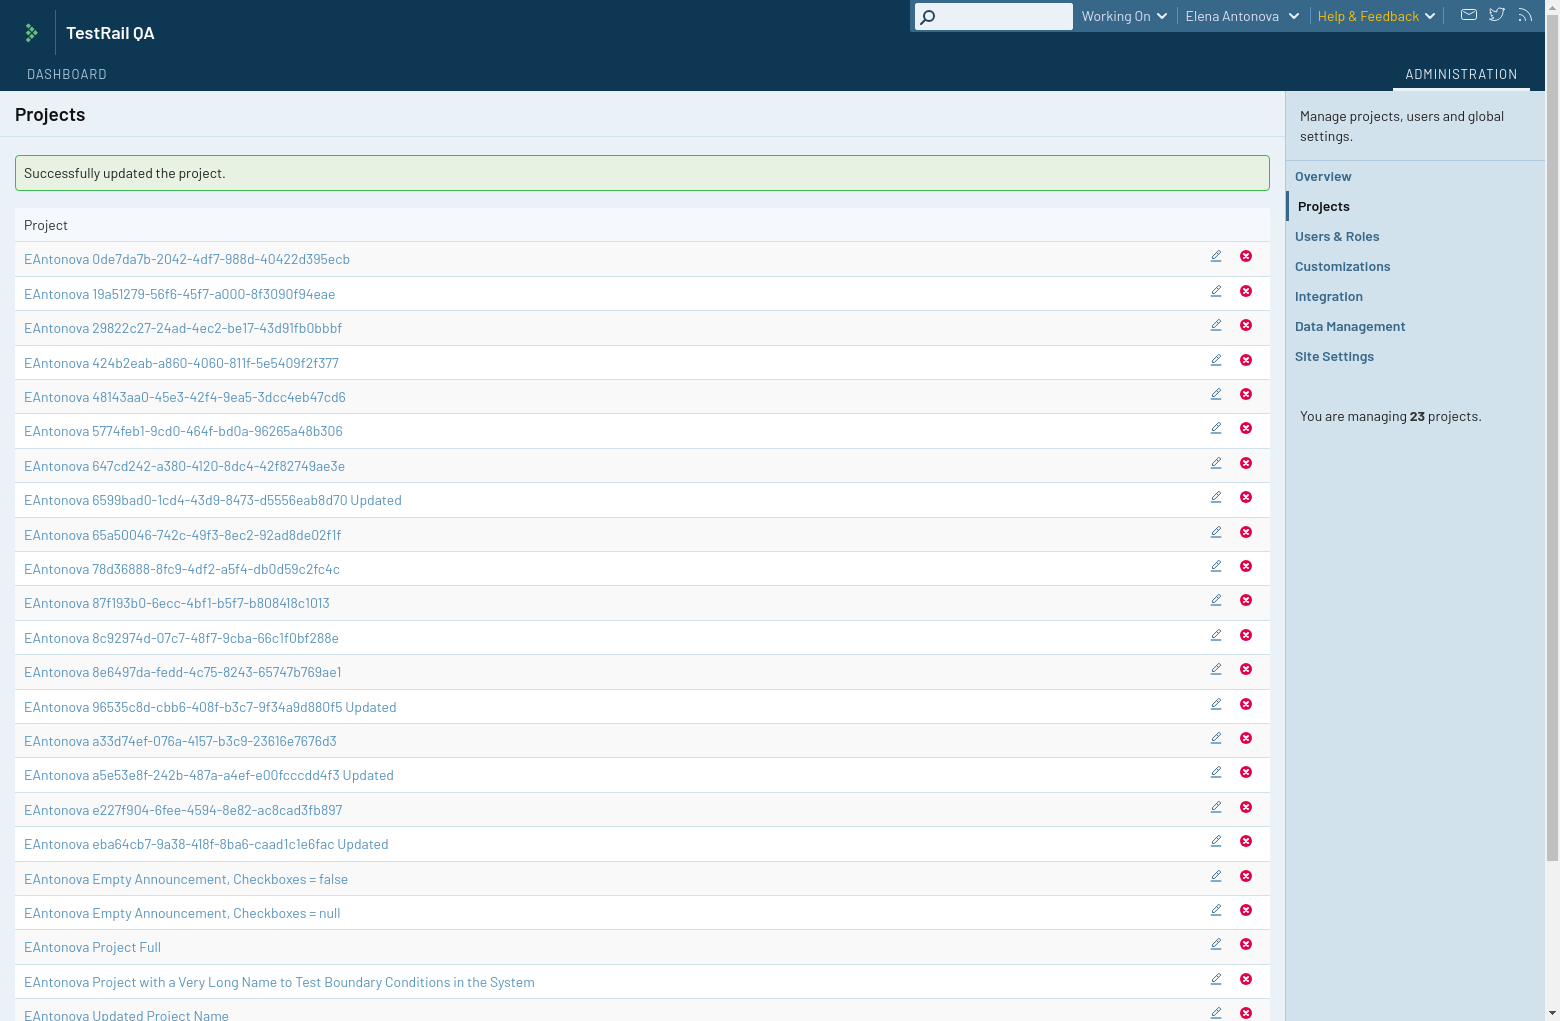 TestRail QA
Working On
Elena Antonova
Help & Feedback
DASHBOARD
ADMINISTRATION
Projects
Successfully updated the project.
Project
EAntonova 0de7da7b-2042-4df7-988d-40422d395ecb
EAntonova 19a51279-56f6-45f7-a000-8f3090f94eae
EAntonova 29822c27-24ad-4ec2-be17-43d91fb0bbbf
EAntonova 424b2eab-a860-4060-811f-5e5409f2f377
EAntonova 48143aa0-45e3-42f4-9ea5-3dcc4eb47cd6
EAntonova 5774feb1-9cd0-464f-bd0a-96265a48b306
EAntonova 647cd242-a380-4120-8dc4-42f82749ae3e
EAntonova 6599bad0-1cd4-43d9-8473-d5556eab8d70 Updated
EAntonova 65a50046-742c-49f3-8ec2-92ad8de02f1f
EAntonova 78d36888-8fc9-4df2-a5f4-db0d59c2fc4c
EAntonova 87f193b0-6ecc-4bf1-b5f7-b808418c1013
EAntonova 8c92974d-07c7-48f7-9cba-66c1f0bf288e
EAntonova 8e6497da-fedd-4c75-8243-65747b769ae1
EAntonova 96535c8d-cbb6-408f-b3c7-9f34a9d880f5 Updated
EAntonova a33d74ef-076a-4157-b3c9-23616e7676d3
EAntonova a5e53e8f-242b-487a-a4ef-e00fcccdd4f3 Updated
EAntonova e227f904-6fee-4594-8e82-ac8cad3fb897
EAntonova eba64cb7-9a38-418f-8ba6-caad1c1e6fac Updated
EAntonova Empty Announcement, Checkboxes = false
EAntonova Empty Announcement, Checkboxes = null
EAntonova Project Full
EAntonova Project with a Very Long Name to Test Boundary Conditions in the System
EAntonova Updated Project Name
Manage projects, users and global
settings.
Overview
Projects
Users & Roles
Customizations
Integration
Data Management
Site Settings
You are managing 23 projects.